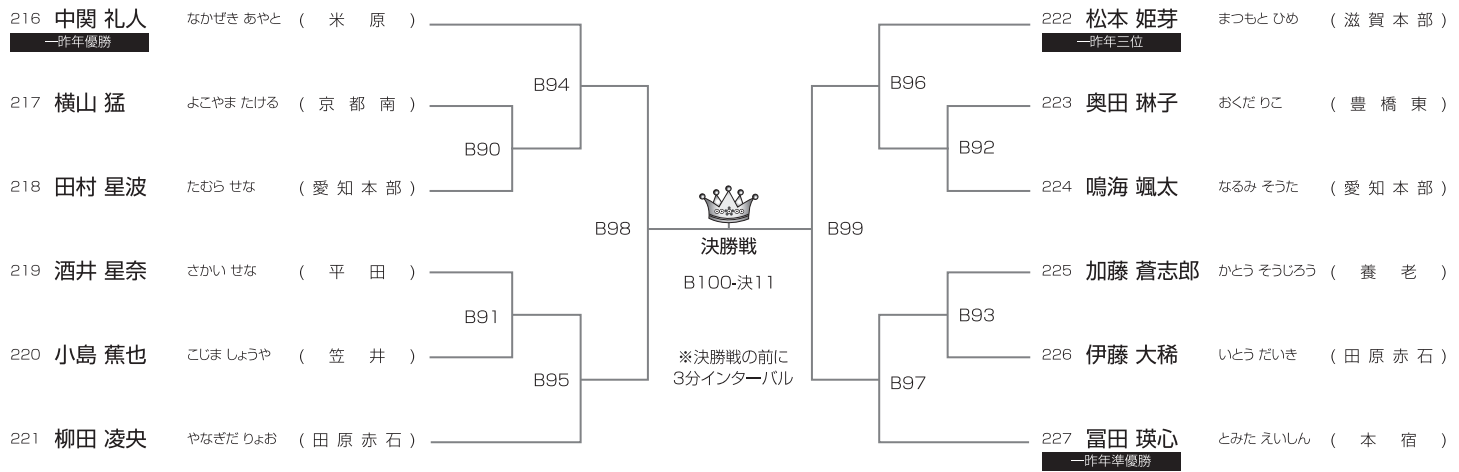 216 中関 礼人 なかぜき あやと (米原)
一昨年優勝
217 横山 猛 よこやま たける (京都南)
218 田村 星波 たむら せな (愛知本部)
219 酒井 星奈 さかい せな (平田)
220 小島 蕉也 こじま しょうや (笠井)
221 柳田 凌央 やなぎだ りょお (田原赤石)
B94
B90
B98
B91
B95
決勝戦
B100-決11
※決勝戦の前に
3分インターバル
B96
B92
B99
B93
B97
222 松本 姫芽 まつもと ひめ (滋賀本部)
一昨年三位
223 奥田 琳子 おくだ りこ (豊橋東)
224 鳴海 颯太 なるみ そうた (愛知本部)
225 加藤 蒼志郎 かとう そうじろう (養老)
226 伊藤 大稀 いとう だいき (田原赤石)
227 冨田 瑛心 とみた えいしん (本宿)
一昨年準優勝